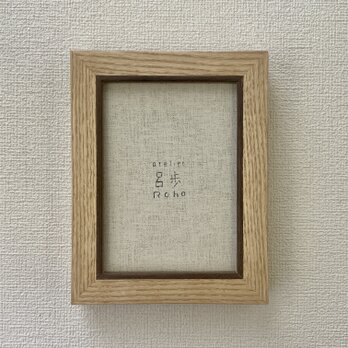 atelier
呂歩
Roho